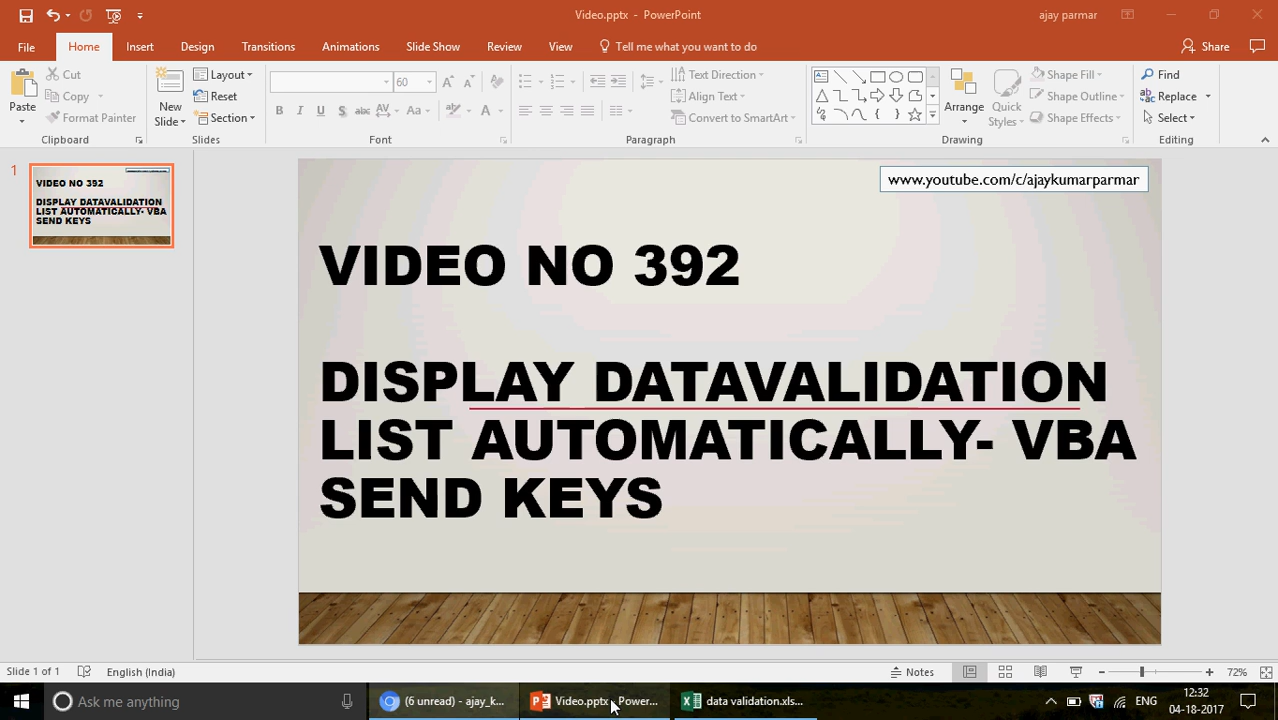 Video.pptx - PowerPoint
ajay parmar
File Home Insert Design Transitions Animations Slide Show Review View Tell me what you want to do Share
Paste
Cut
Copy
Format Painter
Clipboard
New Slide
Layout
Reset
Section
Slides
60
B I U S abc AV Aa A
Font
Text Direction
Align Text
Convert to SmartArt
Paragraph
Arrange
Quick Styles
Shape Fill
Shape Outline
Shape Effects
Drawing
Find
Replace
Select
Editing
1
VIDEO NO 392
DISPLAY DATAVALIDATION
LIST AUTOMATICALLY- VBA
SEND KEYS
www.youtube.com/c/ajaykumarparmar
VIDEO NO 392
DISPLAY DATAVALIDATION
LIST AUTOMATICALLY- VBA
SEND KEYS
Slide 1 of 1 English (India) Notes 72%
Ask me anything
(6 unread) - ajay_k...
Video.pptx - Power...
data validation.xls...
ENG
12:32
04-18-2017